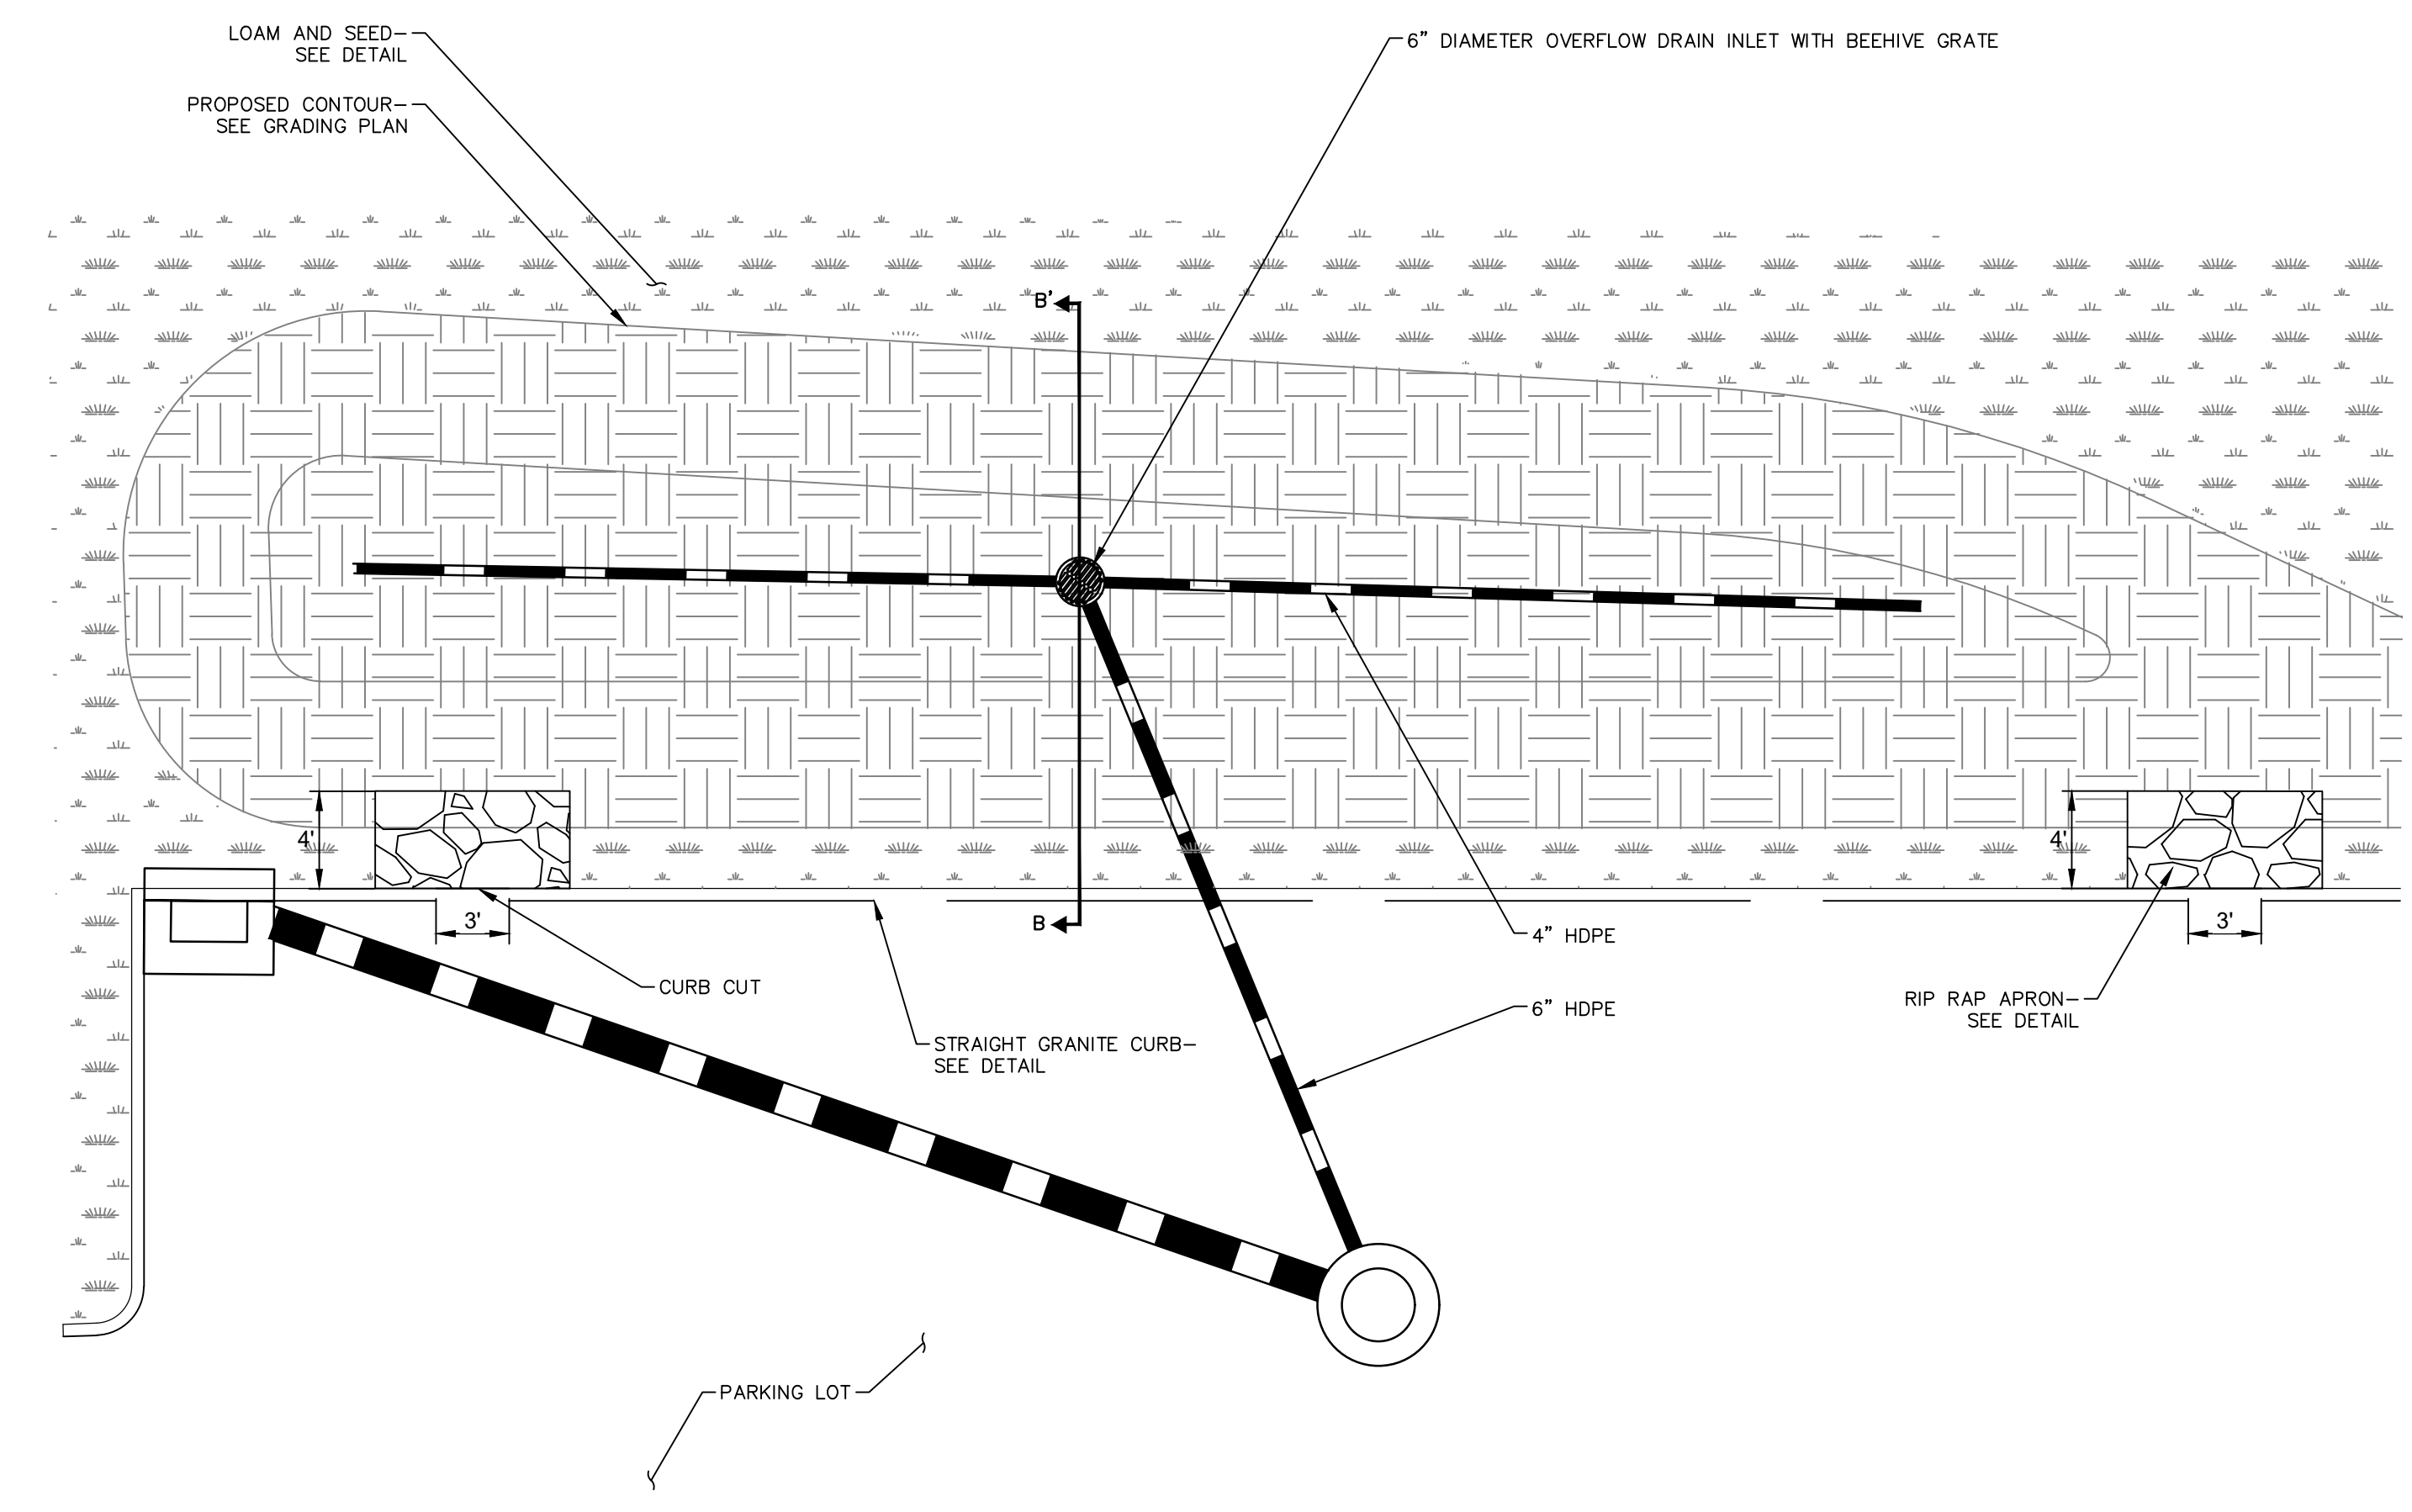 LOAM AND SEED–
SEE DETAIL
6” DIAMETER OVERFLOW DRAIN INLET WITH BEEHIVE GRATE
PROPOSED CONTOUR–
SEE GRADING PLAN
B'
4'
4'
3'
B
3'
4” HDPE
CURB CUT
RIP RAP APRON–
SEE DETAIL
6” HDPE
STRAIGHT GRANITE CURB–
SEE DETAIL
PARKING LOT